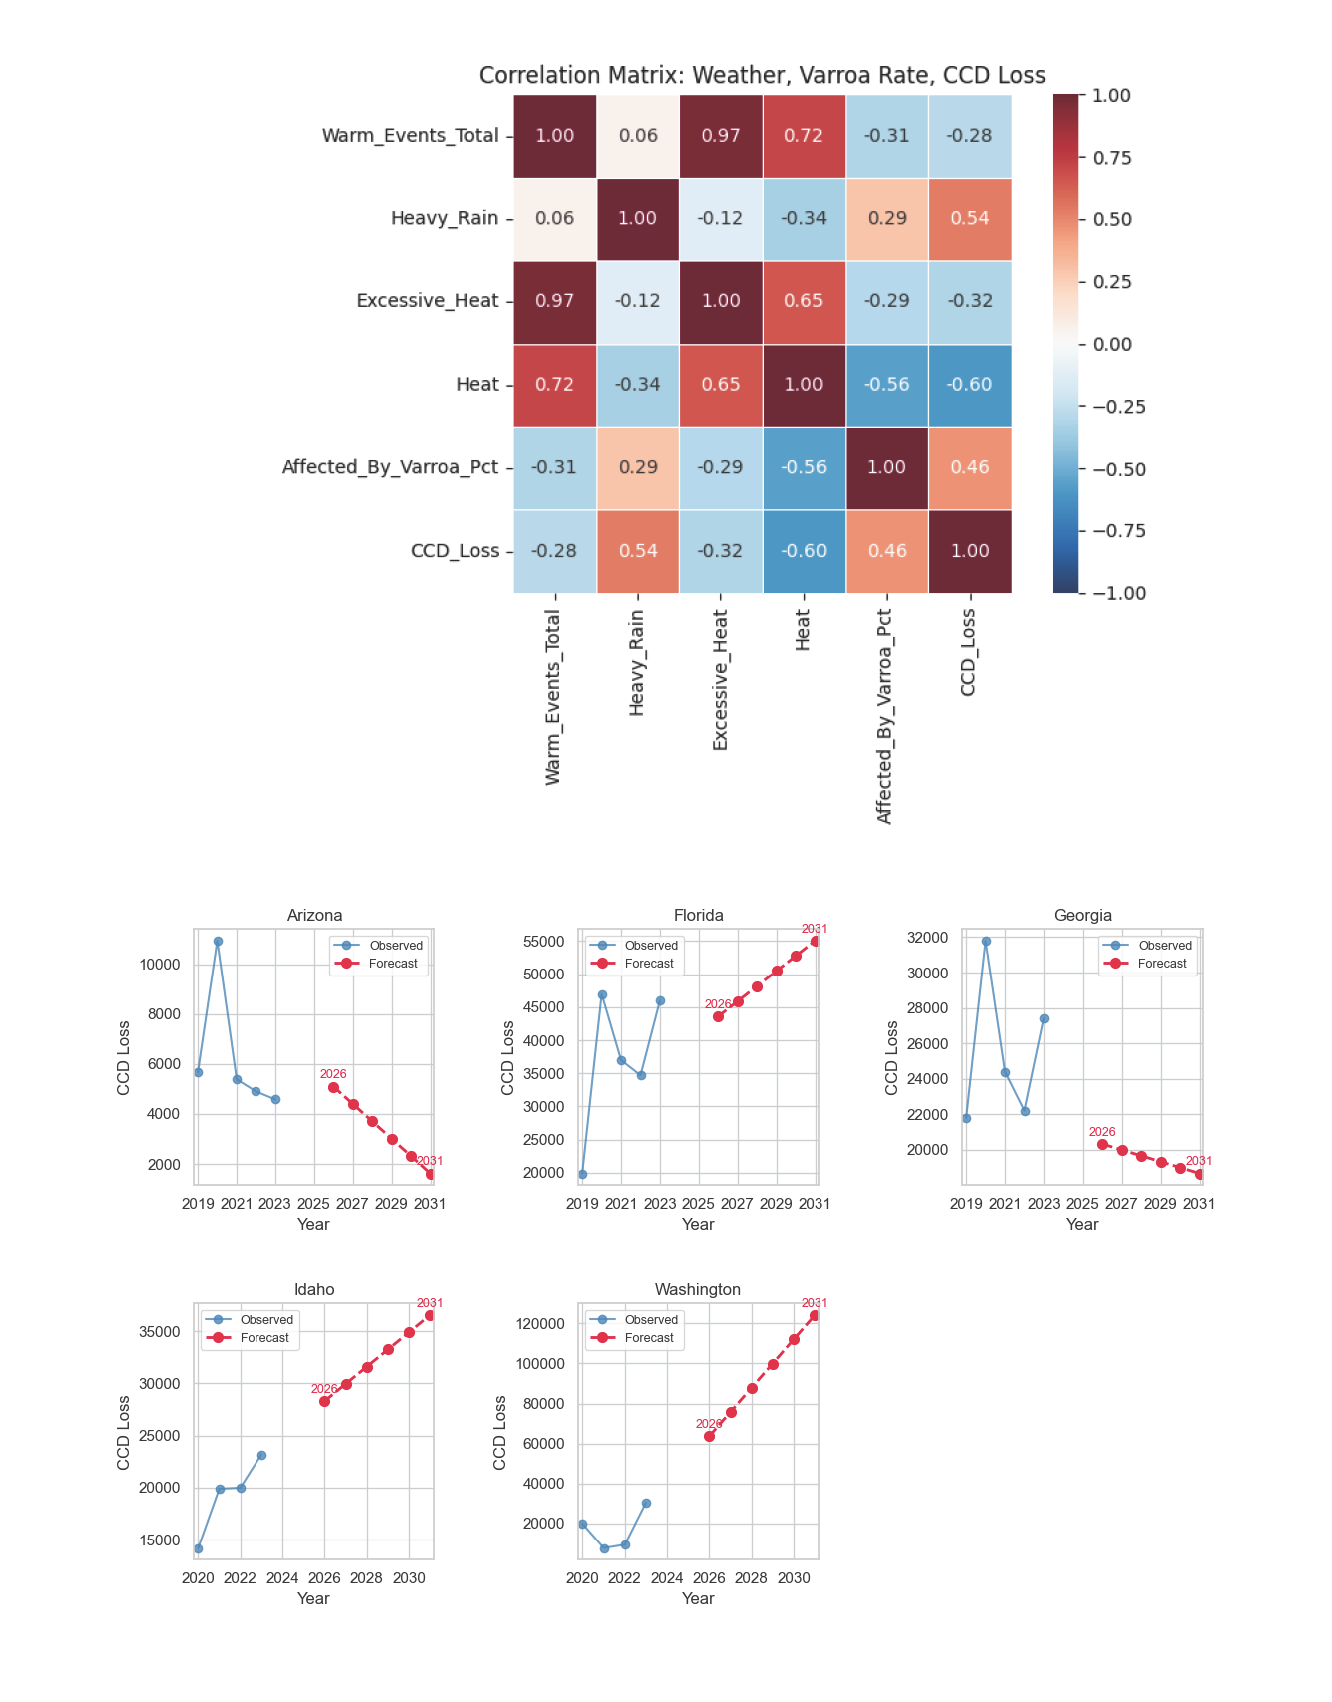 Correlation Matrix: Weather, Varroa Rate, CCD Loss
Warm_Events_Total 1.00 0.06 0.97 0.72 -0.31 -0.28
Heavy_Rain 0.06 1.00 -0.12 -0.34 0.29 0.54
Excessive_Heat 0.97 -0.12 1.00 0.65 -0.29 -0.32
Heat 0.72 -0.34 0.65 1.00 -0.56 -0.60
Affected_By_Varroa_Pct -0.31 0.29 -0.29 -0.56 1.00 0.46
CCD_Loss -0.28 0.54 -0.32 -0.60 0.46 1.00
Warm_Events_Total
Heavy_Rain
Excessive_Heat
Heat
Affected_By_Varroa_Pct
CCD_Loss
1.00
0.75
0.50
0.25
0.00
−0.25
−0.50
−0.75
−1.00
Arizona
CCD Loss
10000
8000
6000
4000
2000
Observed
Forecast
2026
2031
2019 2021 2023 2025 2027 2029 2031
Year
Florida
CCD Loss
55000
50000
45000
40000
35000
30000
25000
20000
Observed
Forecast
2026
2031
2019 2021 2023 2025 2027 2029 2031
Year
Georgia
CCD Loss
32000
30000
28000
26000
24000
22000
20000
Observed
Forecast
2026
2031
2019 2021 2023 2025 2027 2029 2031
Year
Idaho
CCD Loss
35000
30000
25000
20000
15000
Observed
Forecast
2026
2031
2020 2022 2024 2026 2028 2030
Year
Washington
CCD Loss
120000
100000
80000
60000
40000
20000
Observed
Forecast
2026
2031
2020 2022 2024 2026 2028 2030
Year